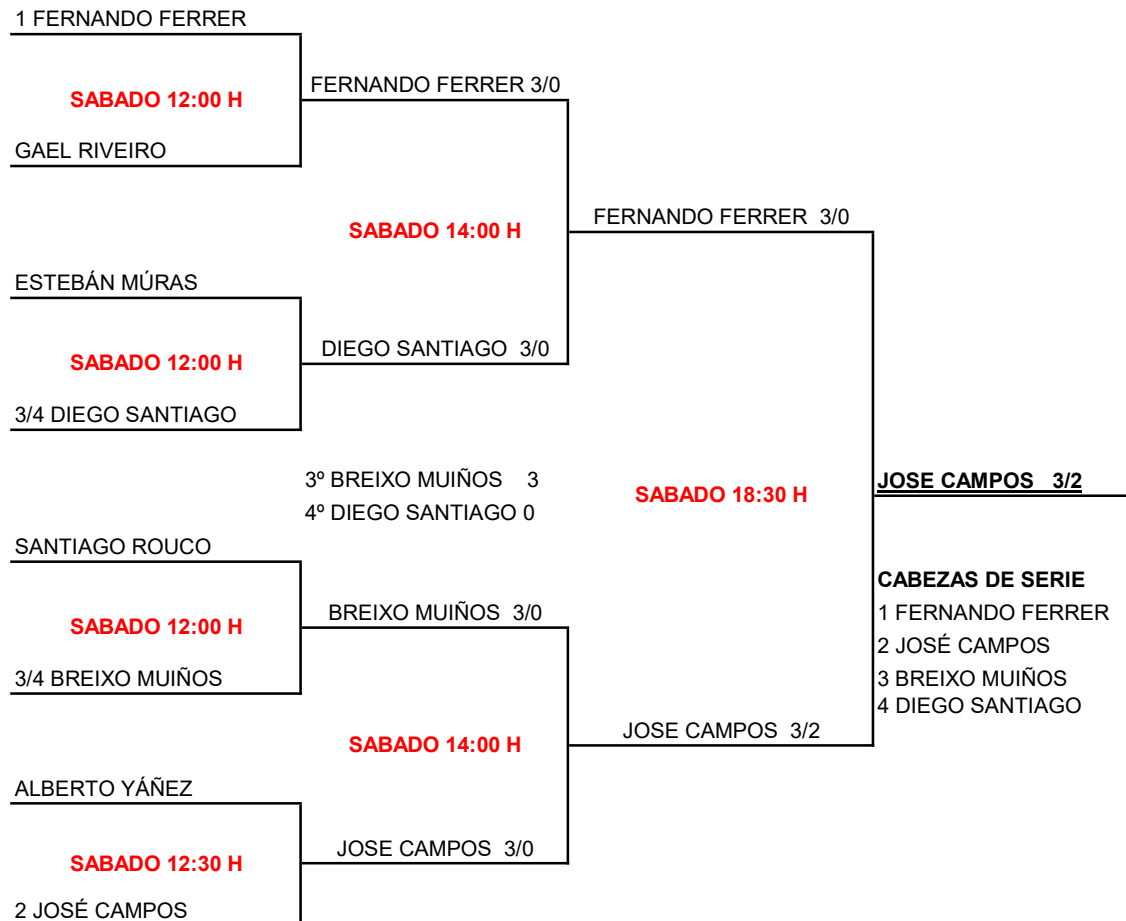 1 FERNANDO FERRER
FERNANDO FERRER 3/0
SABADO 12:00 H
GAEL RIVEIRO
FERNANDO FERRER 3/0
SABADO 14:00 H
ESTEBÁN MÚRAS
DIEGO SANTIAGO 3/0
SABADO 12:00 H
3/4 DIEGO SANTIAGO
3º BREIXO MUIÑOS 3
JOSE CAMPOS 3/2
SABADO 18:30 H
4º DIEGO SANTIAGO 0
SANTIAGO ROUCO
CABEZAS DE SERIE
BREIXO MUIÑOS 3/0
1 FERNANDO FERRER
SABADO 12:00 H
2 JOSÉ CAMPOS
3/4 BREIXO MUIÑOS
3 BREIXO MUIÑOS
4 DIEGO SANTIAGO
JOSE CAMPOS 3/2
SABADO 14:00 H
ALBERTO YÁÑEZ
JOSE CAMPOS 3/0
SABADO 12:30 H
2 JOSÉ CAMPOS